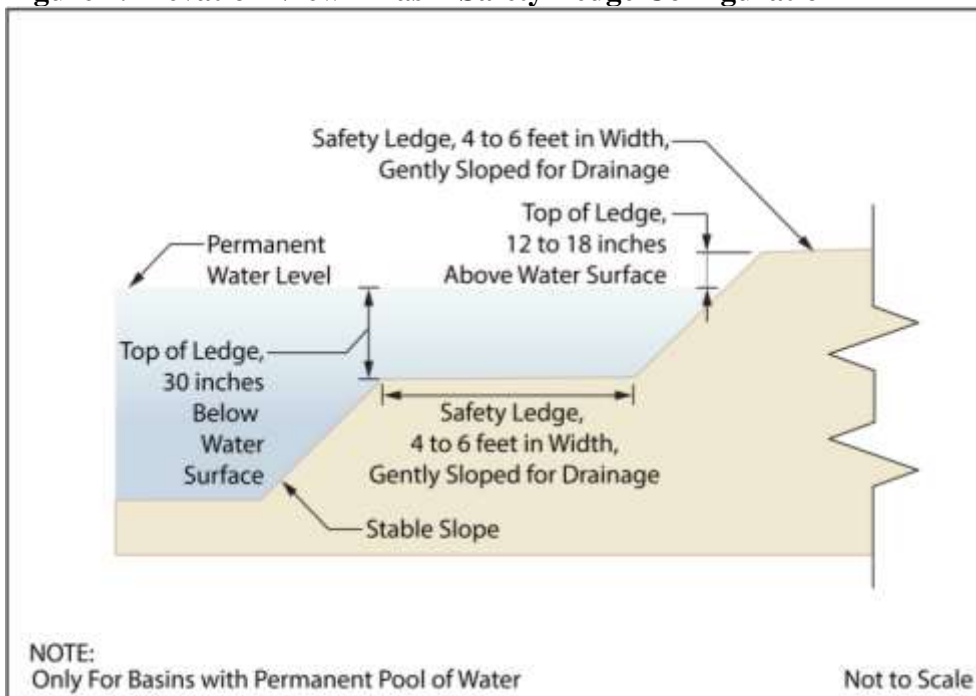 Safety Ledge, 4 to 6 feet in Width,
Gently Sloped for Drainage
Top of Ledge,
12 to 18 inches
Above Water Surface
Permanent
Water Level
Top of Ledge,
30 inches
Below
Water
Surface
Safety Ledge,
4 to 6 feet in Width,
Gently Sloped for Drainage
Stable Slope
NOTE:
Only For Basins with Permanent Pool of Water
Not to Scale